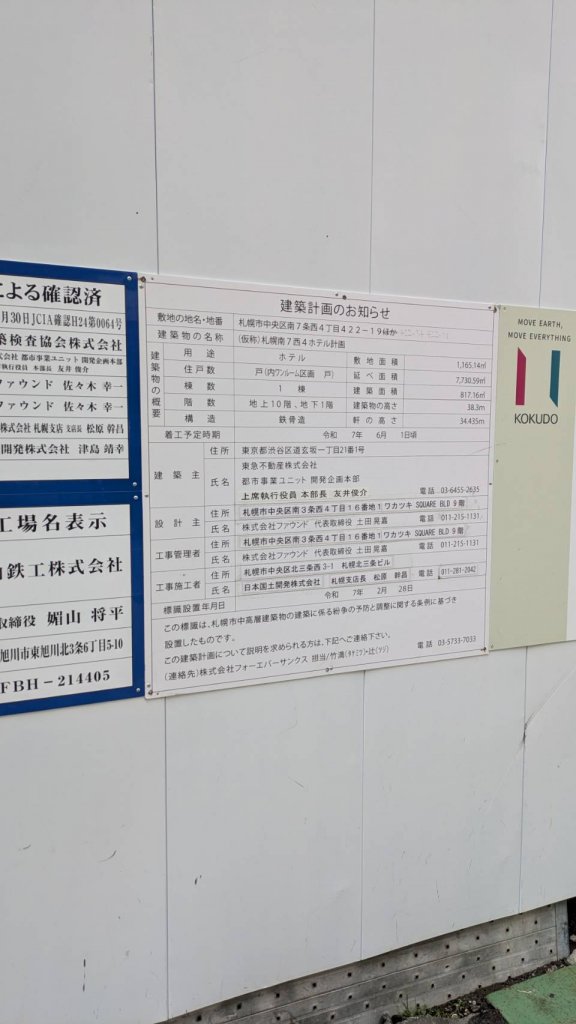 による確認済
月30日JCIA確認H24第0064号
築検査協会株式会社
式会社 都市事業ユニット 開発企画本部
執行役員 本部長 友井 俊介
ファウンド 佐々木 幸一
ファウンド 佐々木 幸一
株式会社 札幌支店 支店長 松原 幹昌
開発株式会社 津島 靖幸
工場名表示
鉄工株式会社
取締役 媚山 将平
旭川市東旭川北3条6丁目5-10
FBH-214405
建築計画のお知らせ
敷地の地名・地番 札幌市中央区南7条西4丁目422-19ほか
建築物の名称 (仮称)札幌南7西4ホテル計画
建築物の概要
用途 ホテル 敷地面積 1,165.14㎡
住戸数 戸(内ワンルーム区画 戸) 延べ面積 7,730.59㎡
棟数 1棟 建築面積 817.16㎡
階数 地上10階、地下1階 建築物の高さ 38.3m
構造 鉄骨造 軒の高さ 34.435m
着工予定時期 令和 7年 6月 1日頃
建築主 住所 東京都渋谷区道玄坂一丁目21番1号
氏名 東急不動産株式会社
都市事業ユニット 開発企画本部
上席執行役員 本部長 友井俊介 電話 03-6455-2635
設計主 住所 札幌市中央区南3条西4丁目16番地1ワカツキ SQUARE BLD 9階
氏名 株式会社ファウンド 代表取締役 土田晃嘉 電話 011-215-1131
工事管理者 住所 札幌市中央区南3条西4丁目16番地1ワカツキ SQUARE BLD 9階
氏名 株式会社ファウンド 代表取締役 土田晃嘉 電話 011-215-1131
工事施工者 住所 札幌市中央区北三条西3-1 札幌北三条ビル
氏名 日本国土開発株式会社 札幌支店長 松原 幹昌 電話 011-281-2042
標識設置年月日 令和 7年 2月 28日
この標識は、札幌市中高層建築物の建築に係る紛争の予防と調整に関する条例に基づき
設置したものです。
この建築計画について説明を求められる方は、下記へご連絡下さい。
(連絡先)株式会社フォーエバーサンクス 担当/竹満(タケミツ)・辻(ツジ) 電話 03-5733-7033
MOVE EARTH,
MOVE EVERYTHING
KOKUDO